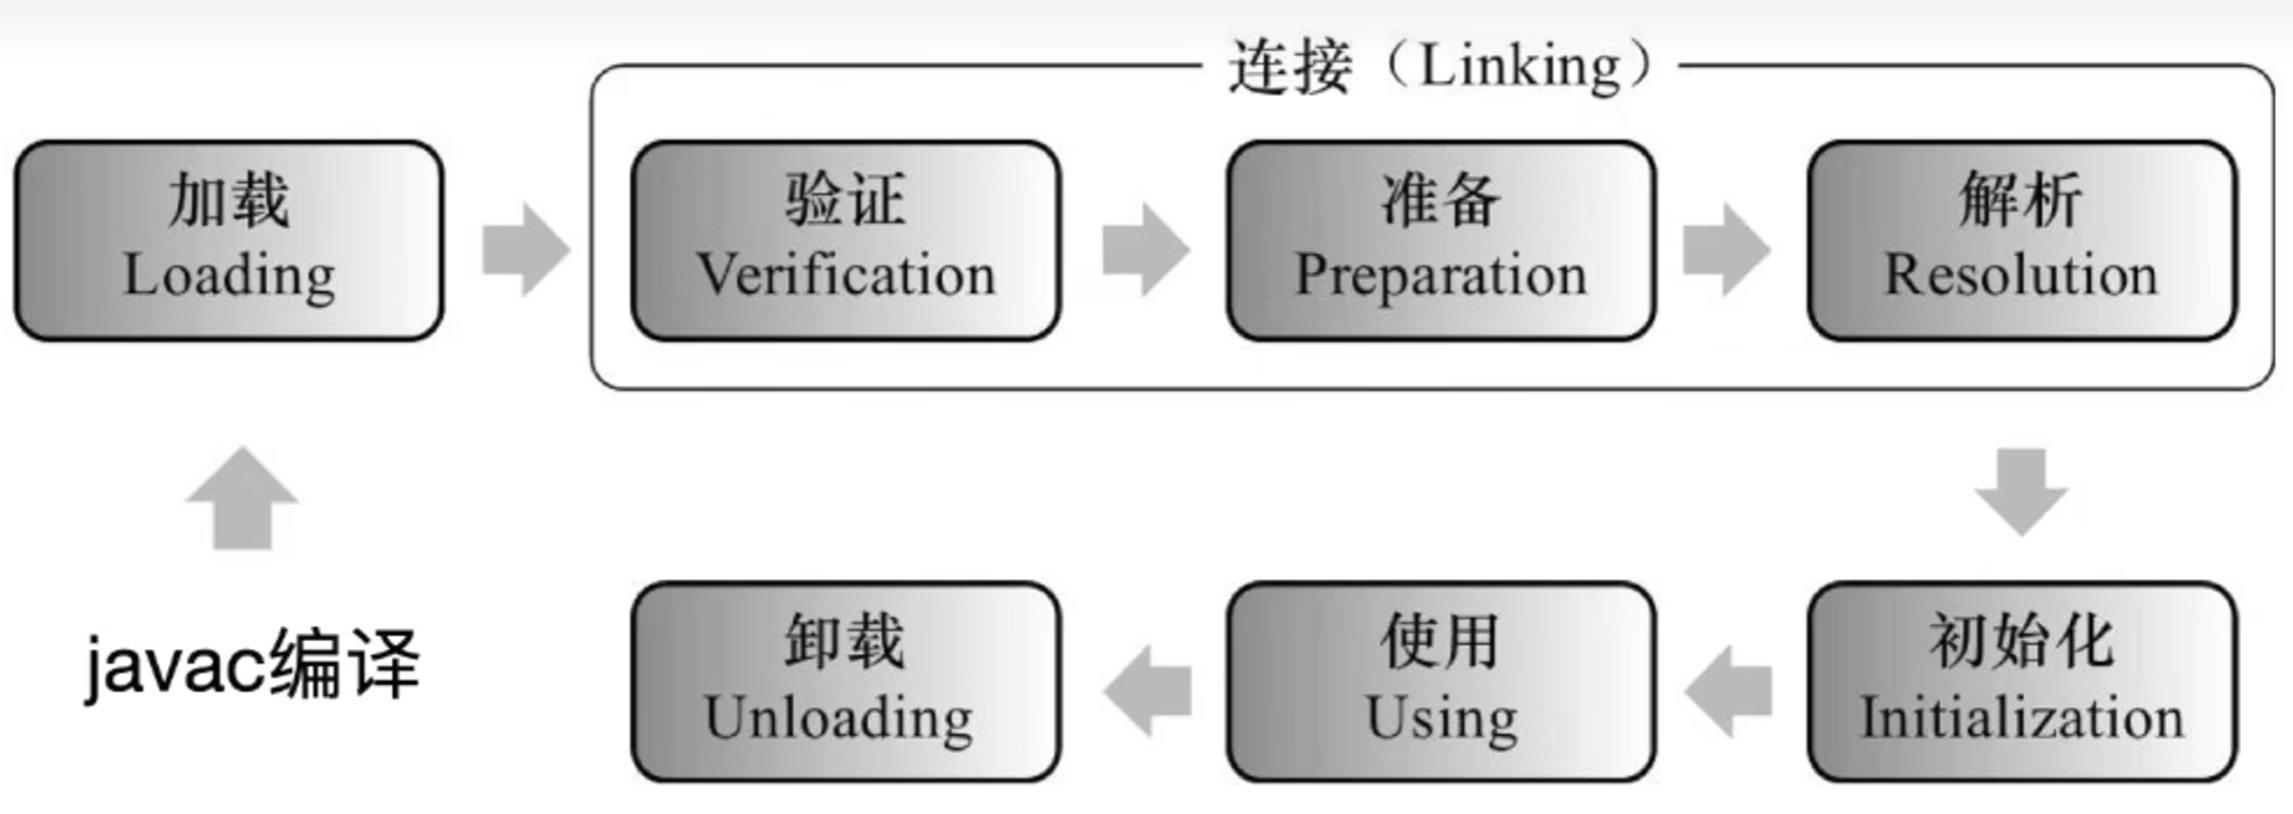 连接（Linking）
加载
Loading
验证
Verification
准备
Preparation
解析
Resolution
javac编译
卸载
Unloading
使用
Using
初始化
Initialization